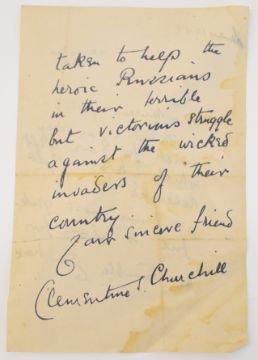 taken to help the
heroic Russians
in their terrible
but victorious struggle
against the wicked
invaders of their
country.
Your sincere friend
Clementine S. Churchill